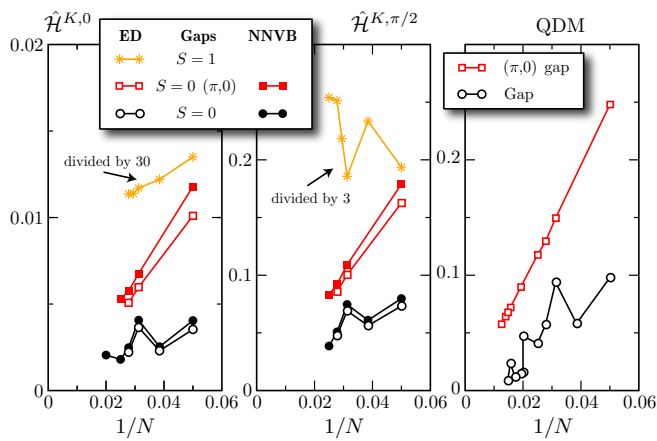 Ĥ^{K,0}
Ĥ^{K,π/2}
QDM
ED Gaps NNVB
S = 1
S = 0 (π,0)
S = 0
(π,0) gap
Gap
0.02
0.01
0
divided by 30
0 0.02 0.04 0.06
1/N
0.2
0.1
0
divided by 3
0 0.02 0.04 0.06
1/N
0.2
0.1
0
0 0.02 0.04 0.06
1/N